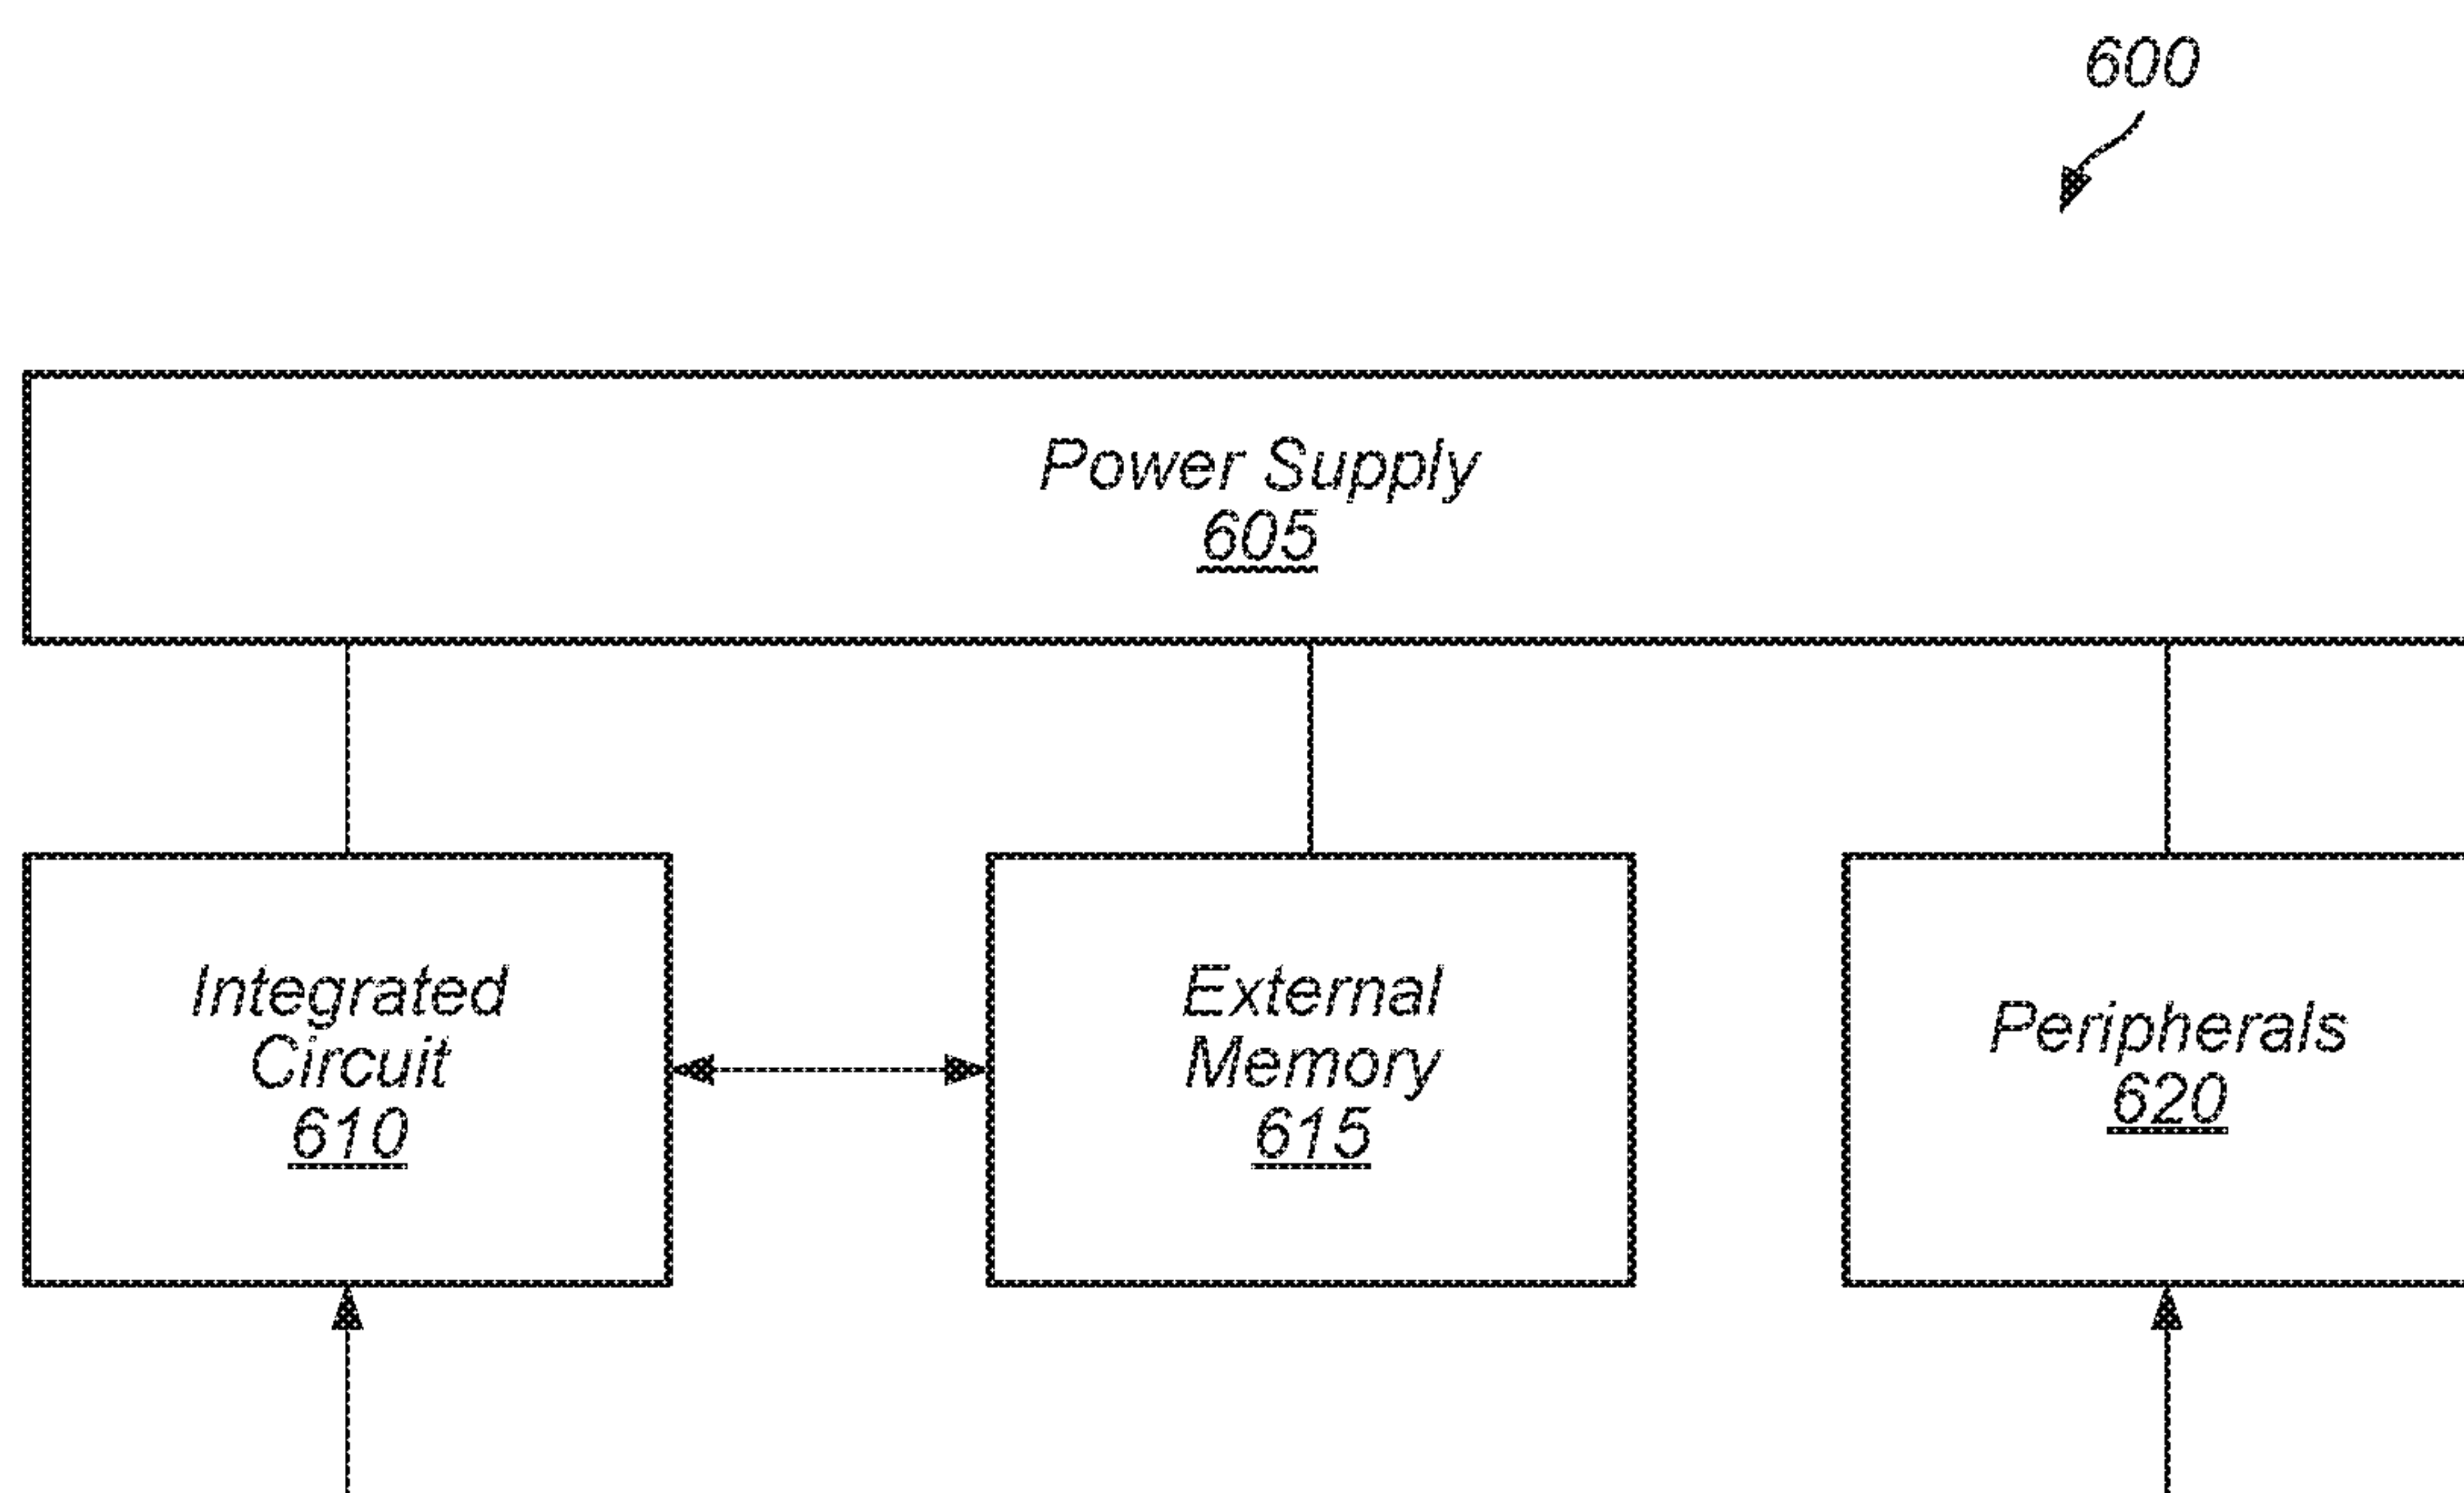 600
Power Supply
605
Integrated
Circuit
610
External
Memory
615
Peripherals
620